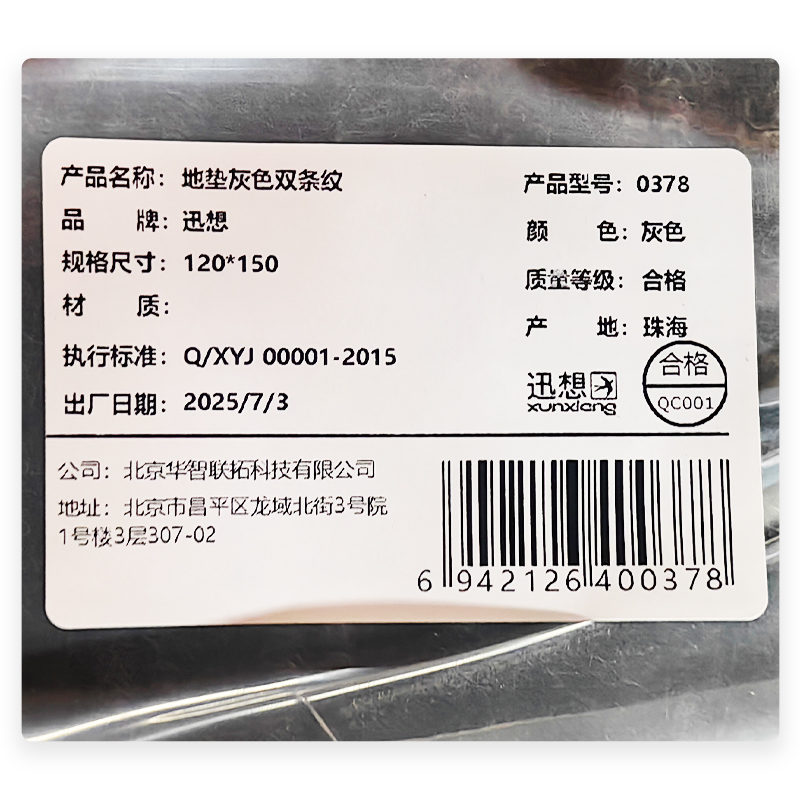 产品名称：地垫灰色双条纹
产品型号：0378
品　　牌：迅想
颜　　色：灰色
规格尺寸：120*150
质量等级：合格
材　　质：
产　　地：珠海
执行标准：Q/XYJ 00001-2015
出厂日期：2025/7/3
迅想
xunxiang
合格
QC001
公司：北京华智联拓科技有限公司
地址：北京市昌平区龙域北街3号院
1号楼3层307-02
6 942126 400378